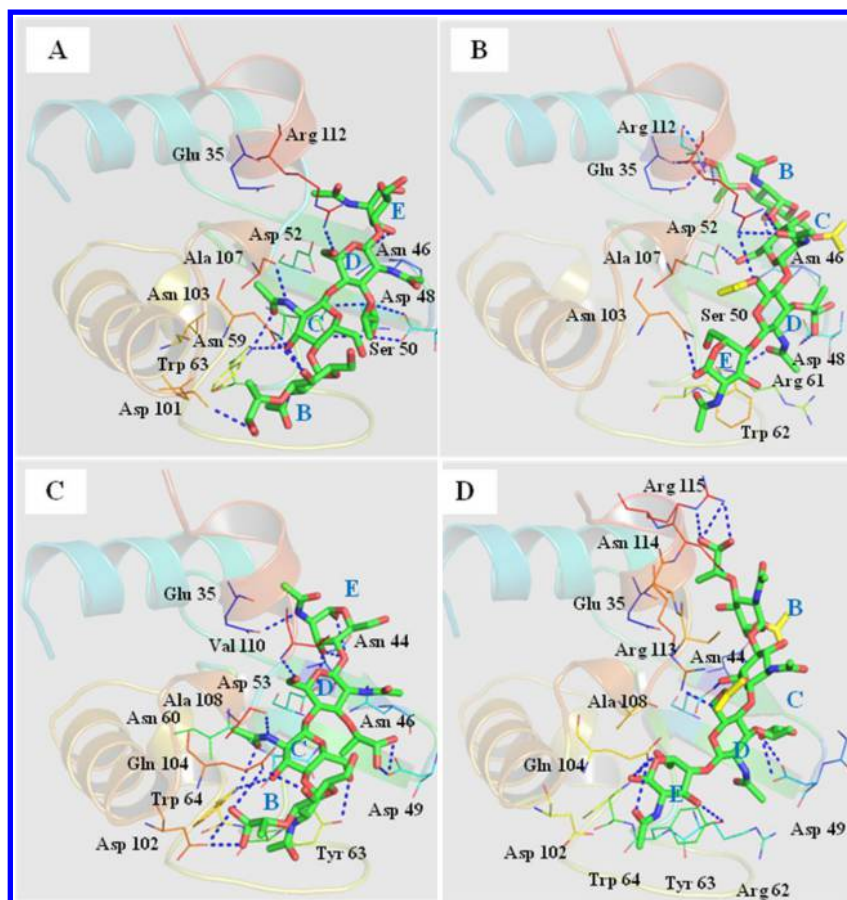 A
Arg 112
Glu 35
E
Asp 52
D
Asn 46
Ala 107
Asn 103
Asp 48
C
Asn 59
Ser 50
Trp 63
Asp 101
B
B
Arg 112
B
Glu 35
C
Asp 52
Asn 46
Ala 107
Asn 103
Ser 50
D
Asp 48
E
Arg 61
Trp 62
C
Glu 35
E
Val 110
Asn 44
Asp 53
D
Ala 108
Asn 60
Asn 46
C
Gln 104
Trp 64
B
Asp 49
Asp 102
Tyr 63
D
Arg 115
Asn 114
Glu 35
B
Arg 113
Asn 44
Ala 108
C
Gln 104
D
E
Asp 102
Asp 49
Trp 64
Tyr 63
Arg 62